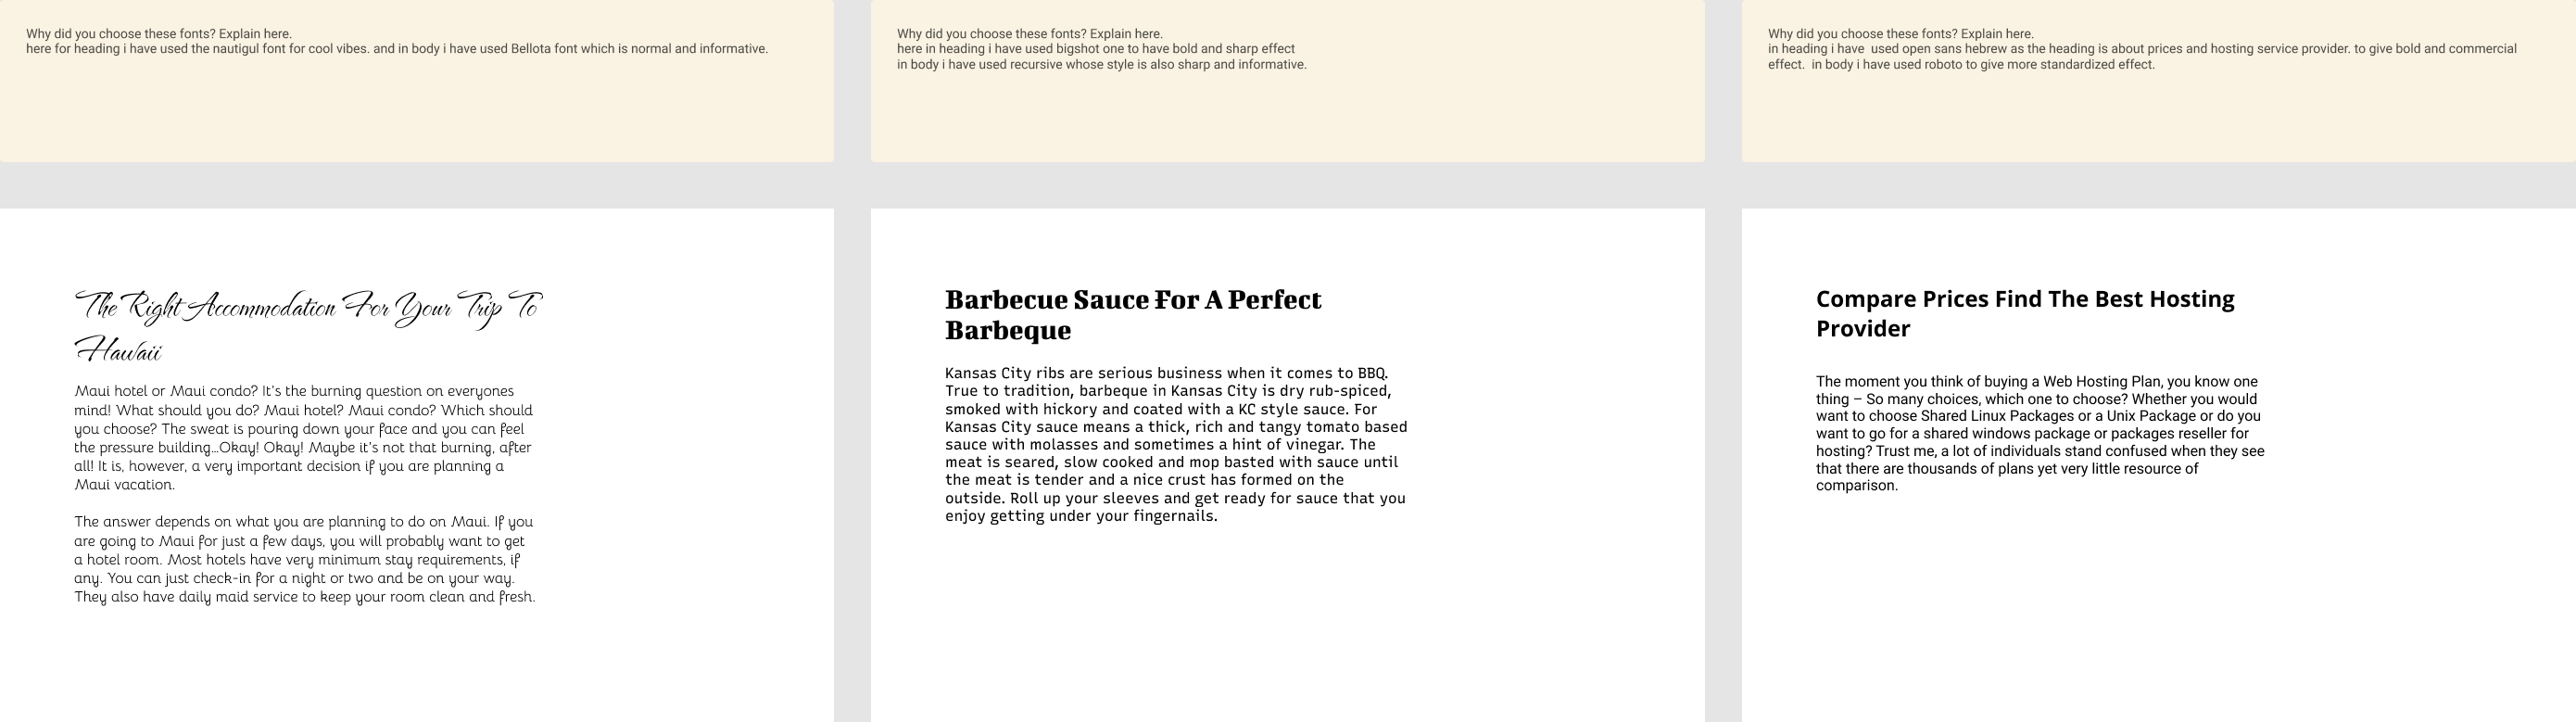 Why did you choose these fonts? Explain here.
here for heading i have used the nautigul font for cool vibes. and in body i have used Bellota font which is normal and informative.
Why did you choose these fonts? Explain here.
here in heading i have used bigshot one to have bold and sharp effect
in body i have used recursive whose style is also sharp and informative.
Why did you choose these fonts? Explain here.
in heading i have  used open sans hebrew as the heading is about prices and hosting service provider. to give bold and commercial
effect.  in body i have used roboto to give more standardized effect.
The Right Accommodation For Your Trip To
Hawaii
Maui hotel or Maui condo? It's the burning question on everyones
mind! What should you do? Maui hotel? Maui condo? Which should
you choose? The sweat is pouring down your face and you can feel
the pressure building…Okay! Okay! Maybe it's not that burning, after
all! It is, however, a very important decision if you are planning a
Maui vacation.
The answer depends on what you are planning to do on Maui. If you
are going to Maui for just a few days, you will probably want to get
a hotel room. Most hotels have very minimum stay requirements, if
any. You can just check-in for a night or two and be on your way.
They also have daily maid service to keep your room clean and fresh.
Barbecue Sauce For A Perfect
Barbeque
Kansas City ribs are serious business when it comes to BBQ.
True to tradition, barbeque in Kansas City is dry rub-spiced,
smoked with hickory and coated with a KC style sauce. For
Kansas City sauce means a thick, rich and tangy tomato based
sauce with molasses and sometimes a hint of vinegar. The
meat is seared, slow cooked and mop basted with sauce until
the meat is tender and a nice crust has formed on the
outside. Roll up your sleeves and get ready for sauce that you
enjoy getting under your fingernails.
Compare Prices Find The Best Hosting
Provider
The moment you think of buying a Web Hosting Plan, you know one
thing – So many choices, which one to choose? Whether you would
want to choose Shared Linux Packages or a Unix Package or do you
want to go for a shared windows package or packages reseller for
hosting? Trust me, a lot of individuals stand confused when they see
that there are thousands of plans yet very little resource of
comparison.